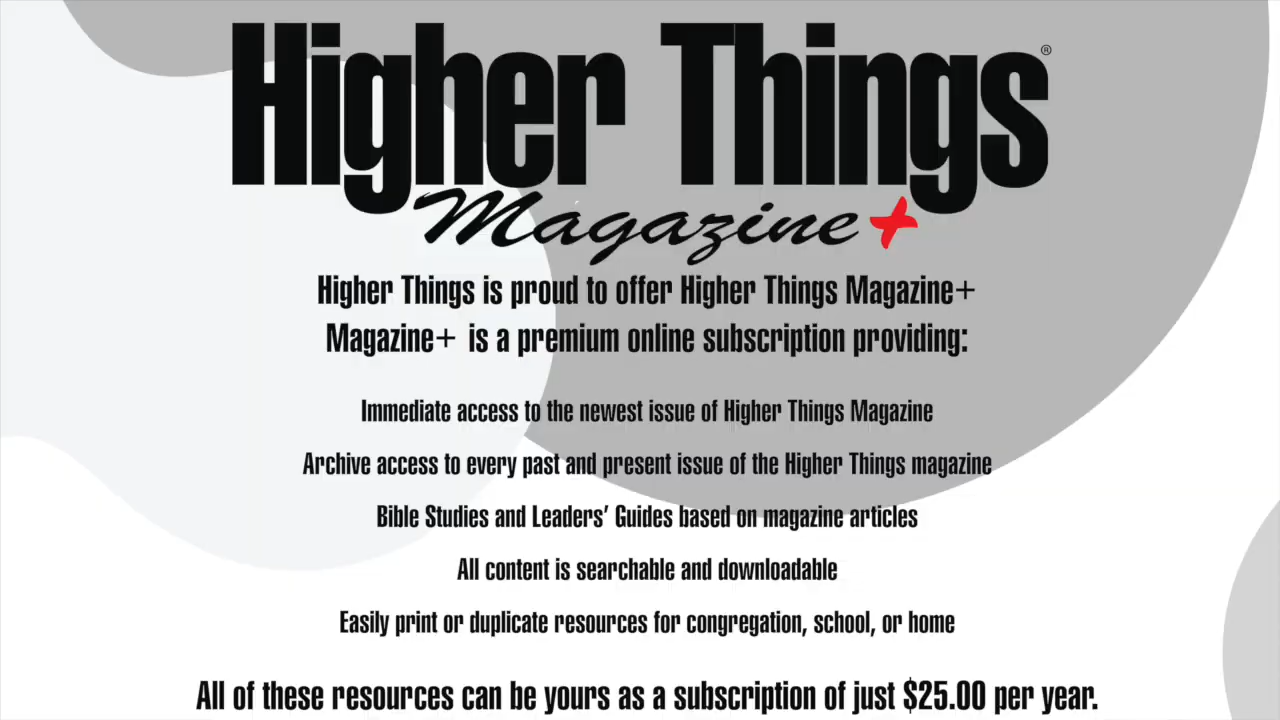 Higher Things®
Magazine+
Higher Things is proud to offer Higher Things Magazine+
Magazine+ is a premium online subscription providing:
Immediate access to the newest issue of Higher Things Magazine
Archive access to every past and present issue of the Higher Things magazine
Bible Studies and Leaders’ Guides based on magazine articles
All content is searchable and downloadable
Easily print or duplicate resources for congregation, school, or home
All of these resources can be yours as a subscription of just $25.00 per year.